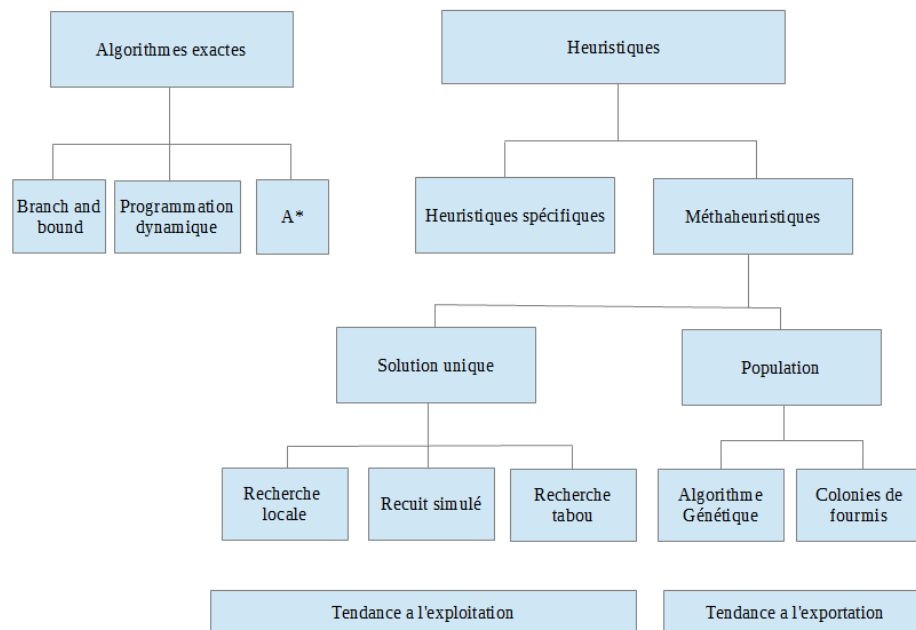 Algorithmes exactes
Heuristiques
Branch and
bound
Programmation
dynamique
A*
Heuristiques spécifiques
Méthaheuristiques
Solution unique
Population
Recherche
locale
Recuit simulé
Recherche
tabou
Algorithme
Génétique
Colonies de
fourmis
Tendance a l'exploitation
Tendance a l'exportation